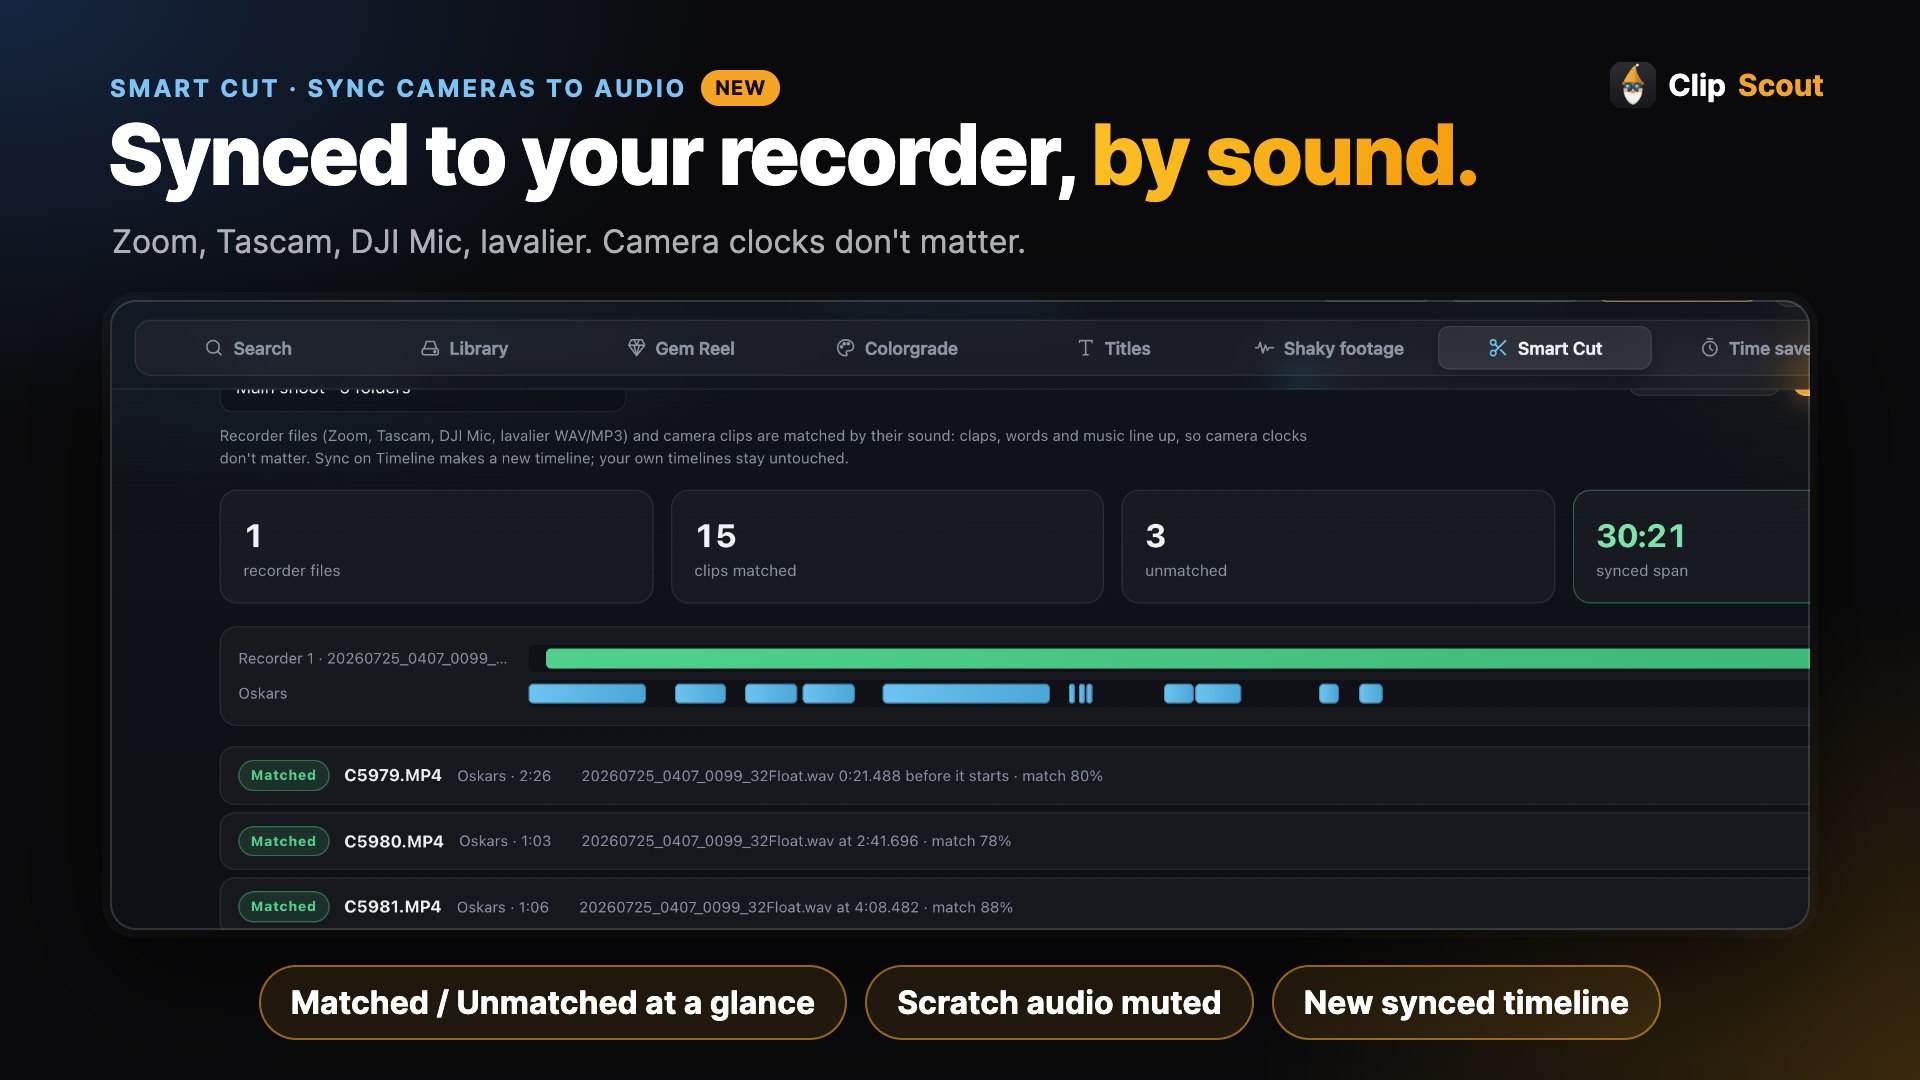 SMART CUT · SYNC CAMERAS TO AUDIO NEW
Clip Scout
Synced to your recorder, by sound.
Zoom, Tascam, DJI Mic, lavalier. Camera clocks don't matter.
Search Library Gem Reel Colorgrade Titles Shaky footage Smart Cut Time save
Recorder files (Zoom, Tascam, DJI Mic, lavalier WAV/MP3) and camera clips are matched by their sound: claps, words and music line up, so camera clocks
don't matter. Sync on Timeline makes a new timeline; your own timelines stay untouched.
1 15 3 30:21
recorder files clips matched unmatched synced span
Recorder 1 · 20260725_0407_0099_...
Oskars
Matched C5979.MP4 Oskars · 2:26 20260725_0407_0099_32Float.wav 0:21.488 before it starts · match 80%
Matched C5980.MP4 Oskars · 1:03 20260725_0407_0099_32Float.wav at 2:41.696 · match 78%
Matched C5981.MP4 Oskars · 1:06 20260725_0407_0099_32Float.wav at 4:08.482 · match 88%
Matched / Unmatched at a glance Scratch audio muted New synced timeline